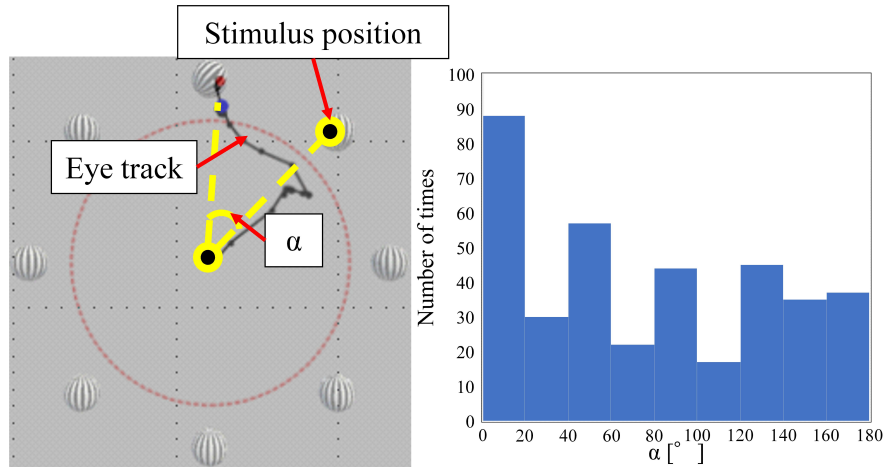 Stimulus position
Eye track
α
Number of times
100
90
80
70
60
50
40
30
20
10
0
0 20 40 60 80 100 120 140 160 180
α [°]